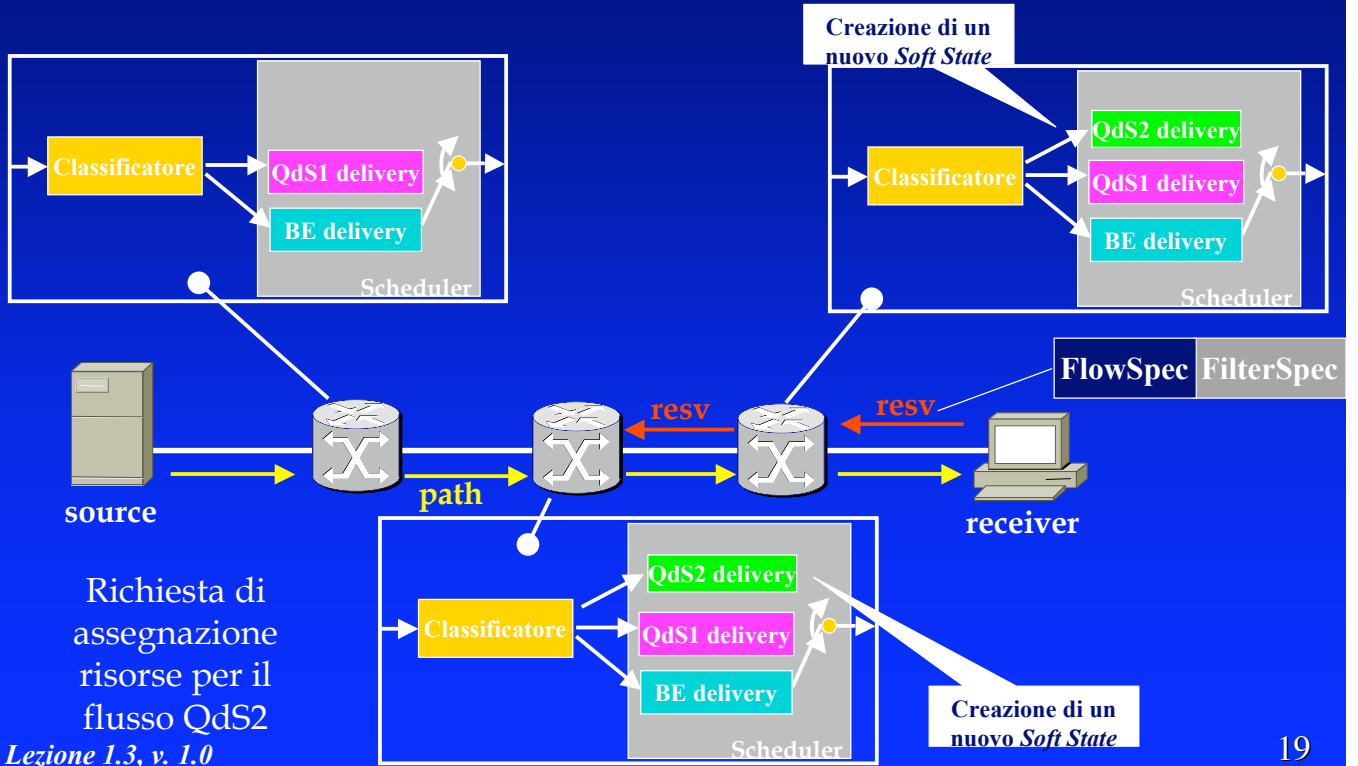 Creazione di un
nuovo Soft State
Classificatore
QdS1 delivery
BE delivery
Scheduler
Classificatore
QdS2 delivery
QdS1 delivery
BE delivery
Scheduler
FlowSpec
FilterSpec
resv
resv
path
source
receiver
Richiesta di
assegnazione
risorse per il
flusso QdS2
Classificatore
QdS2 delivery
QdS1 delivery
BE delivery
Scheduler
Creazione di un
nuovo Soft State
Lezione 1.3, v. 1.0
19